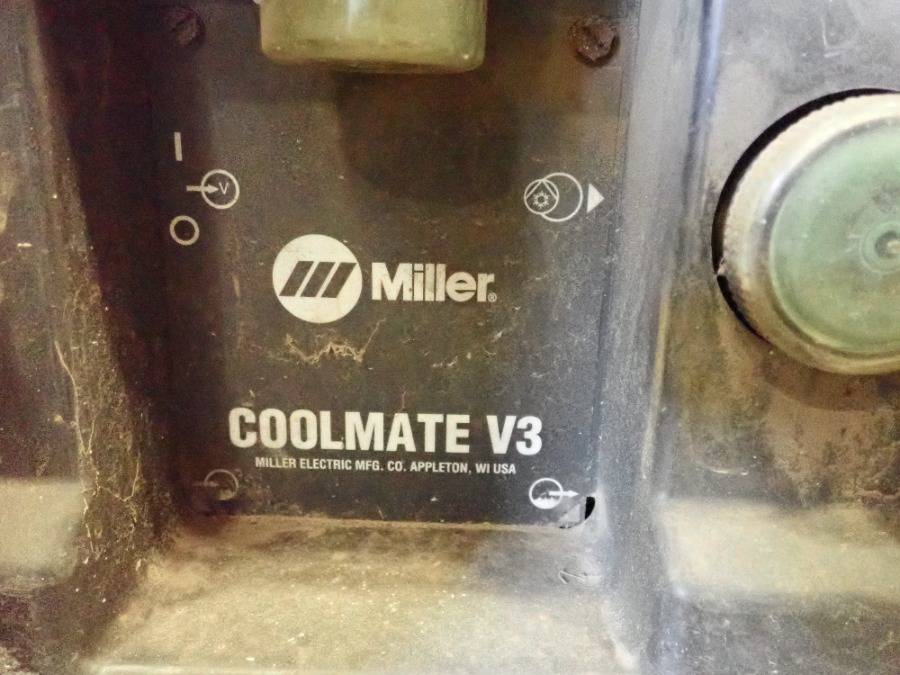 V
Miller®
COOLMATE V3
MILLER ELECTRIC MFG. CO. APPLETON, WI USA